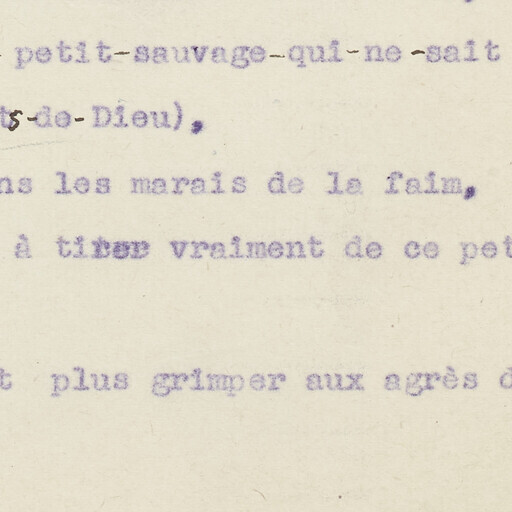 petit-sauvage-qui-ne-sait
ts-de-Dieu),
ns les marais de la faim,
à tirer vraiment de ce pet
t plus grimper aux agrès d